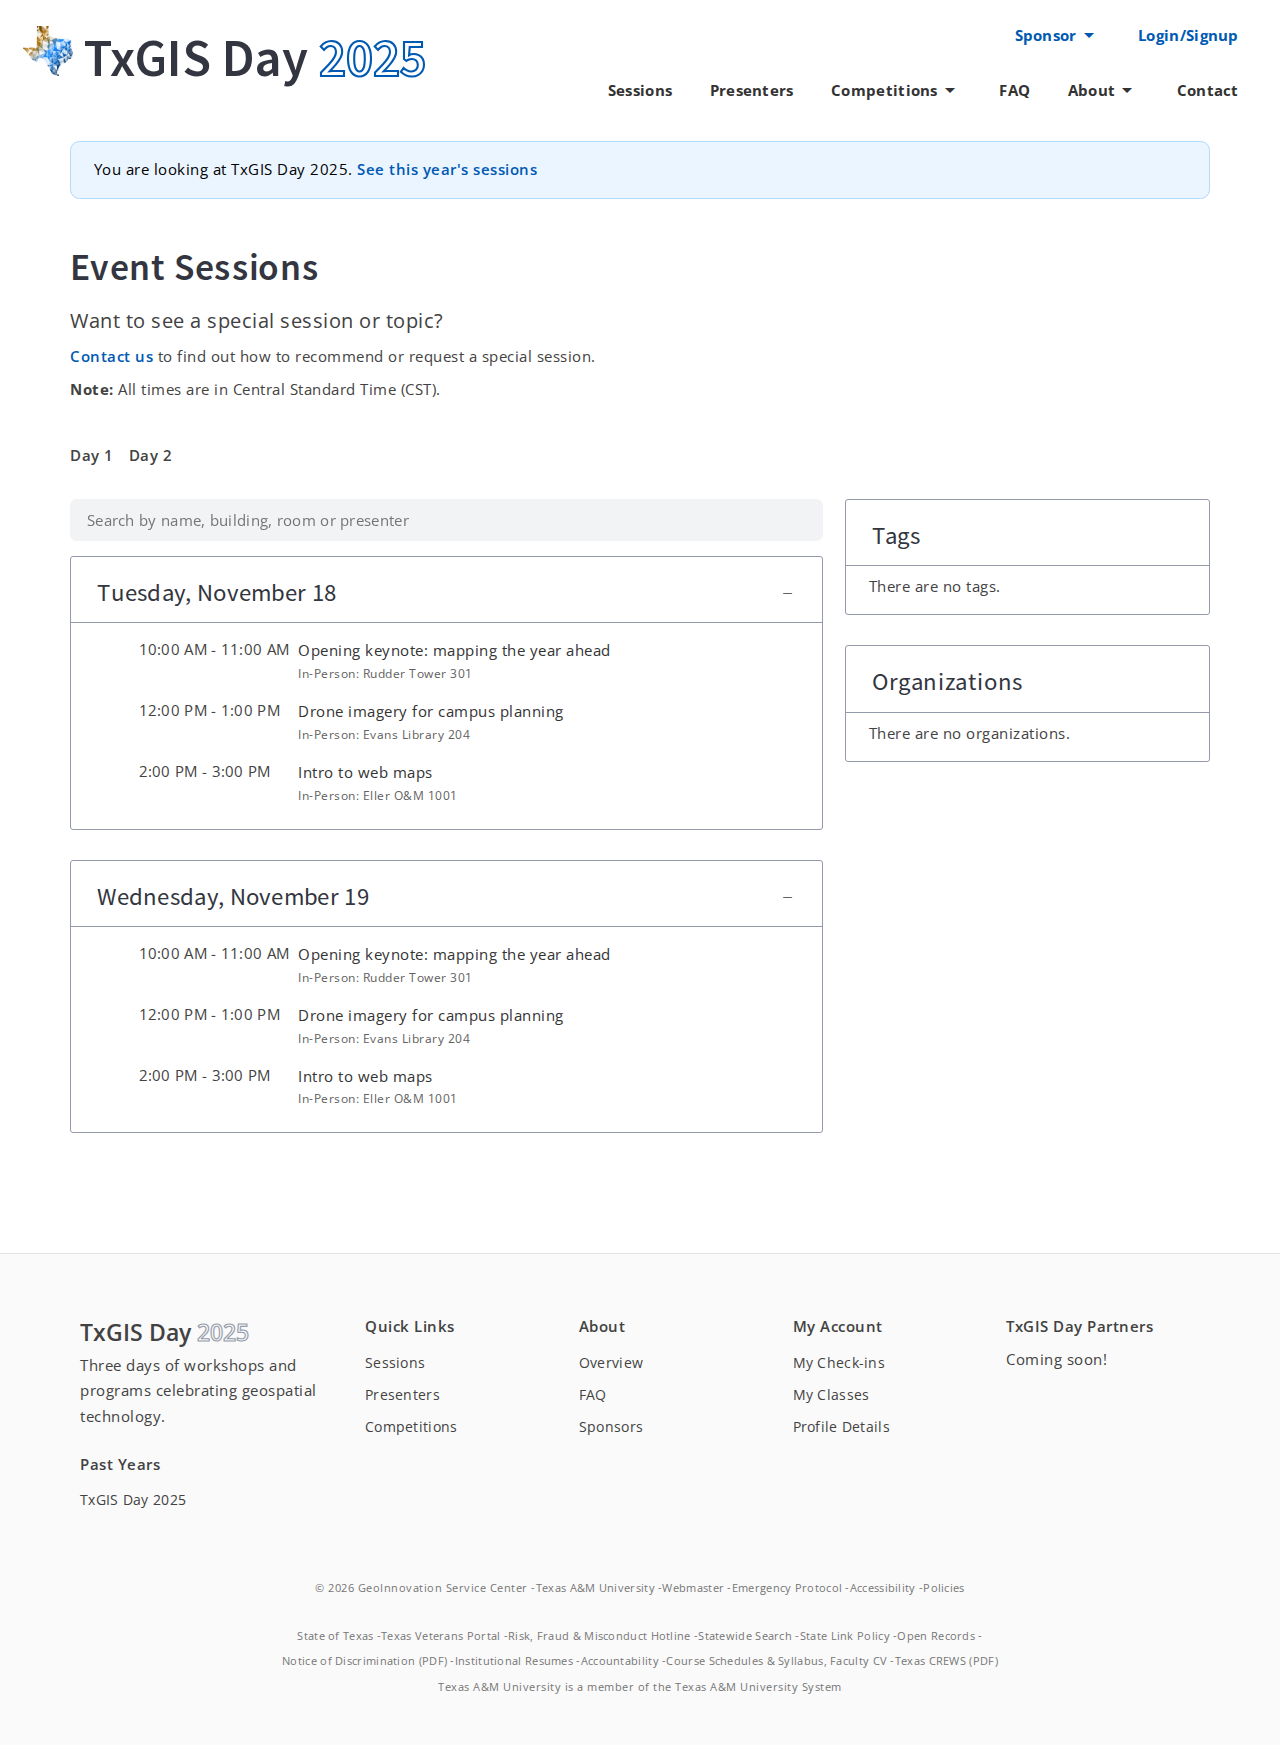 TxGIS Day 2025
Sponsor
Login/Signup
Sessions
Presenters
Competitions
FAQ
About
Contact
You are looking at TxGIS Day 2025. See this year's sessions
Event Sessions
Want to see a special session or topic?
Contact us to find out how to recommend or request a special session.
Note: All times are in Central Standard Time (CST).
Day 1
Day 2
Search by name, building, room or presenter
Tuesday, November 18
10:00 AM - 11:00 AM
Opening keynote: mapping the year ahead
In-Person: Rudder Tower 301
12:00 PM - 1:00 PM
Drone imagery for campus planning
In-Person: Evans Library 204
2:00 PM - 3:00 PM
Intro to web maps
In-Person: Eller O&M 1001
Wednesday, November 19
10:00 AM - 11:00 AM
Opening keynote: mapping the year ahead
In-Person: Rudder Tower 301
12:00 PM - 1:00 PM
Drone imagery for campus planning
In-Person: Evans Library 204
2:00 PM - 3:00 PM
Intro to web maps
In-Person: Eller O&M 1001
Tags
There are no tags.
Organizations
There are no organizations.
TxGIS Day 2025
Three days of workshops and
programs celebrating geospatial
technology.
Past Years
TxGIS Day 2025
Quick Links
Sessions
Presenters
Competitions
About
Overview
FAQ
Sponsors
My Account
My Check-ins
My Classes
Profile Details
TxGIS Day Partners
Coming soon!
© 2026 GeoInnovation Service Center -Texas A&M University -Webmaster -Emergency Protocol -Accessibility -Policies
State of Texas -Texas Veterans Portal -Risk, Fraud & Misconduct Hotline -Statewide Search -State Link Policy -Open Records -
Notice of Discrimination (PDF) -Institutional Resumes -Accountability -Course Schedules & Syllabus, Faculty CV -Texas CREWS (PDF)
Texas A&M University is a member of the Texas A&M University System